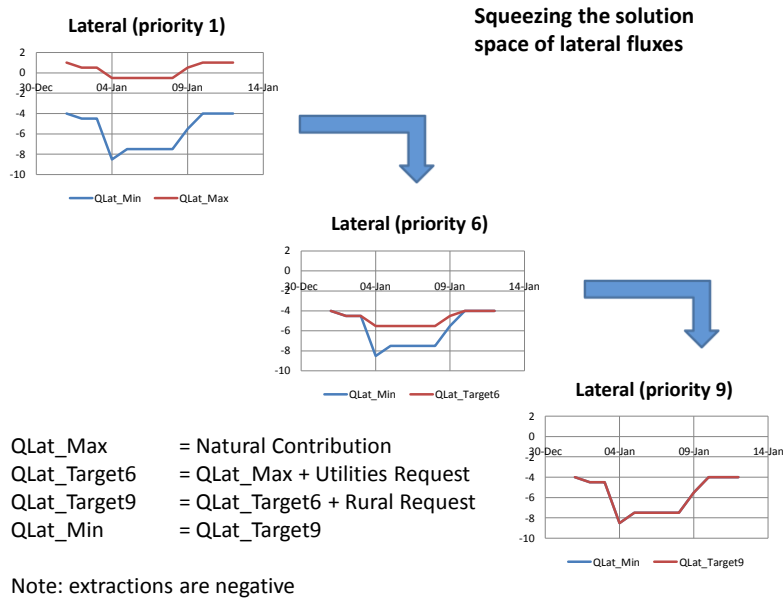 Squeezing the solution
space of lateral fluxes
Lateral (priority 1)
2
0
-2
-4
-6
-8
-10
30-Dec 04-Jan 09-Jan 14-Jan
QLat_Min QLat_Max
Lateral (priority 6)
2
0
-2
-4
-6
-8
-10
30-Dec 04-Jan 09-Jan 14-Jan
QLat_Min QLat_Target6
Lateral (priority 9)
2
0
-2
-4
-6
-8
-10
30-Dec 04-Jan 09-Jan 14-Jan
QLat_Min QLat_Target9
QLat_Max = Natural Contribution
QLat_Target6 = QLat_Max + Utilities Request
QLat_Target9 = QLat_Target6 + Rural Request
QLat_Min = QLat_Target9
Note: extractions are negative